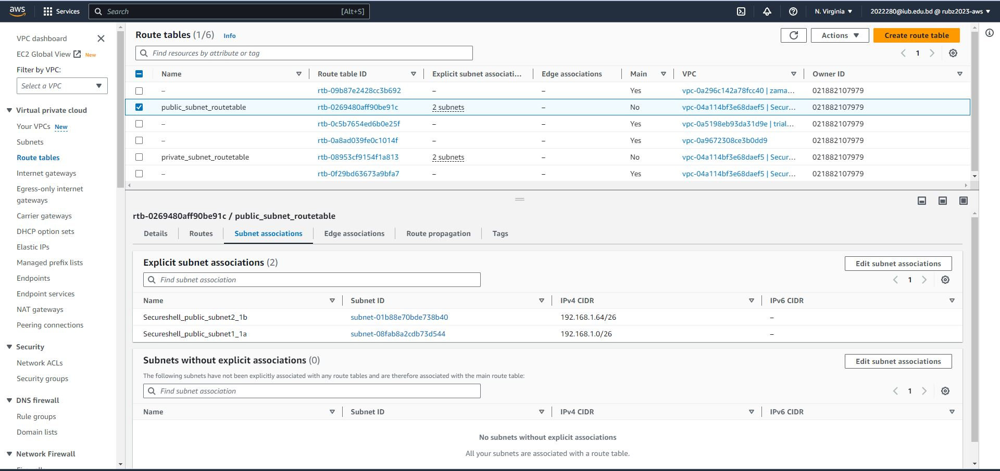 aws
Services
Search
[Alt+S]
N. Virginia
2022280@iub.edu.bd @ rubz2023-aws
VPC dashboard
EC2 Global View New
Filter by VPC:
Select a VPC
Virtual private cloud
Your VPCs New
Subnets
Route tables
Internet gateways
Egress-only internet
gateways
Carrier gateways
DHCP option sets
Elastic IPs
Managed prefix lists
Endpoints
Endpoint services
NAT gateways
Peering connections
Security
Network ACLs
Security groups
DNS firewall
Rule groups
Domain lists
Network Firewall
Route tables (1/6) Info
Actions
Create route table
Find resources by attribute or tag
1
Name Route table ID Explicit subnet associati... Edge associations Main VPC Owner ID
– rtb-09b87e2428cc3b692 – – Yes vpc-0a296c142a78fcc40 | zama... 021882107979
public_subnet_routetable rtb-0269480aff90be91c 2 subnets – No vpc-04a114bf3e68daef5 | Secur... 021882107979
– rtb-0c5b7654ed6b0e25f – – Yes vpc-0a5198eb93da31d9e | trial... 021882107979
– rtb-0a8ad039fe0c1014f – – Yes vpc-0a9672308ce3b0dd9 021882107979
private_subnet_routetable rtb-08953cf9154f1a813 2 subnets – No vpc-04a114bf3e68daef5 | Secur... 021882107979
– rtb-0f29bd63673a9bfa7 – – Yes vpc-04a114bf3e68daef5 | Secur... 021882107979
rtb-0269480aff90be91c / public_subnet_routetable
Details Routes Subnet associations Edge associations Route propagation Tags
Explicit subnet associations (2)
Edit subnet associations
Find subnet association
1
Name Subnet ID IPv4 CIDR IPv6 CIDR
Secureshell_public_subnet2_1b subnet-01b88e70bde738b40 192.168.1.64/26 –
Secureshell_public_subnet1_1a subnet-08fab8a2cdb73d544 192.168.1.0/26 –
Subnets without explicit associations (0)
Edit subnet associations
The following subnets have not been explicitly associated with any route tables and are therefore associated with the main route table:
Find subnet association
1
Name Subnet ID IPv4 CIDR IPv6 CIDR
No subnets without explicit associations
All your subnets are associated with a route table.